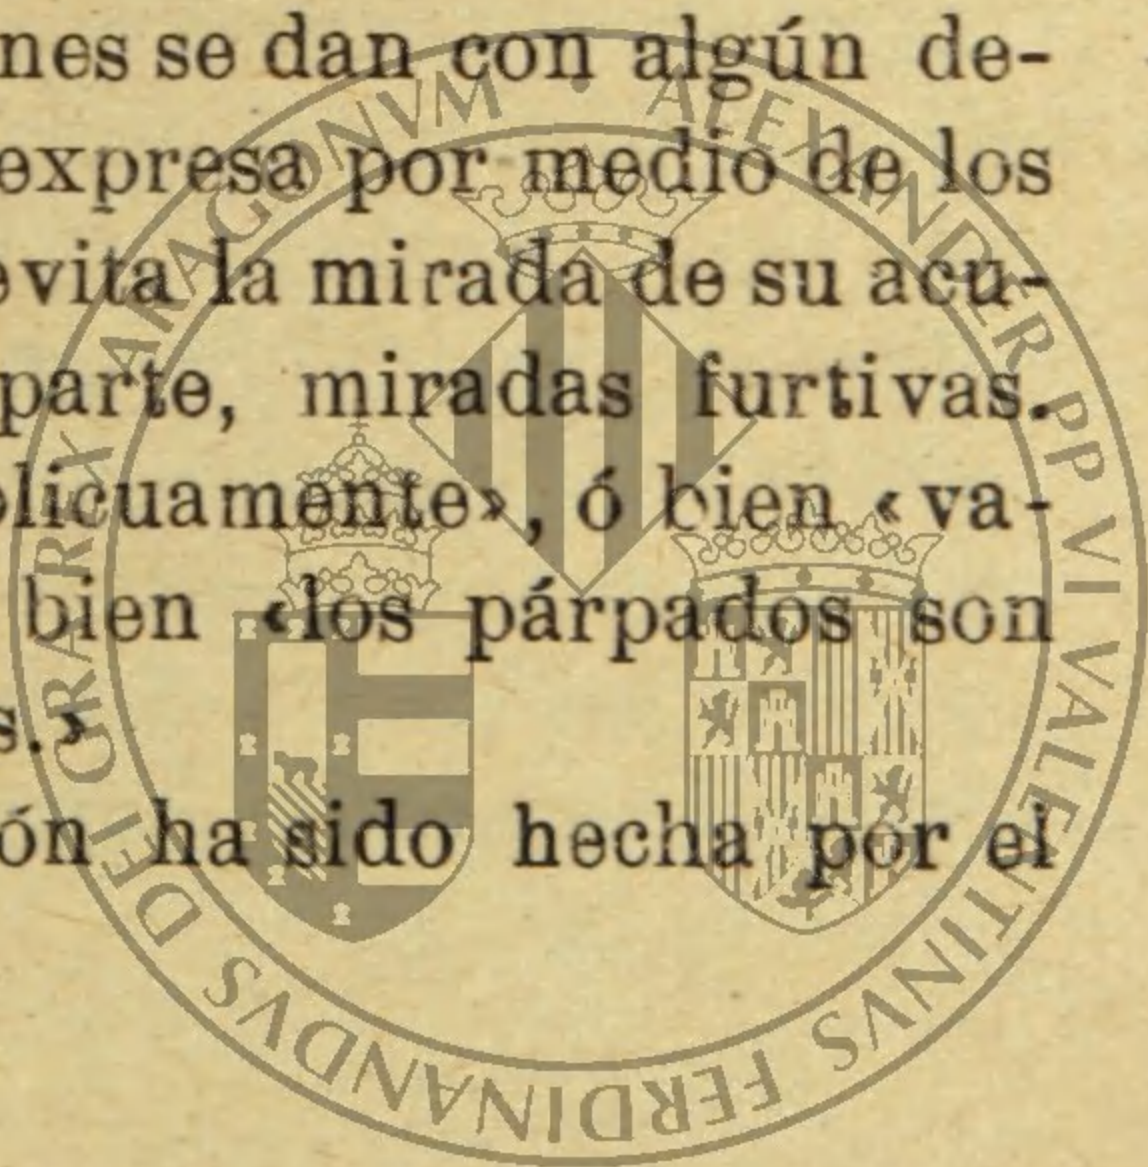 nes se dan con algún de-
expresa por medio de los
evita la mirada de su acu-
parte, miradas furtivas.
licuamente», ó bien «va-
bien «los párpados son
s.»
ón ha sido hecha por el
ALEXANDER PP VI VALENTINVS FERDINANDVS DEI GRA REX ARAGONVM